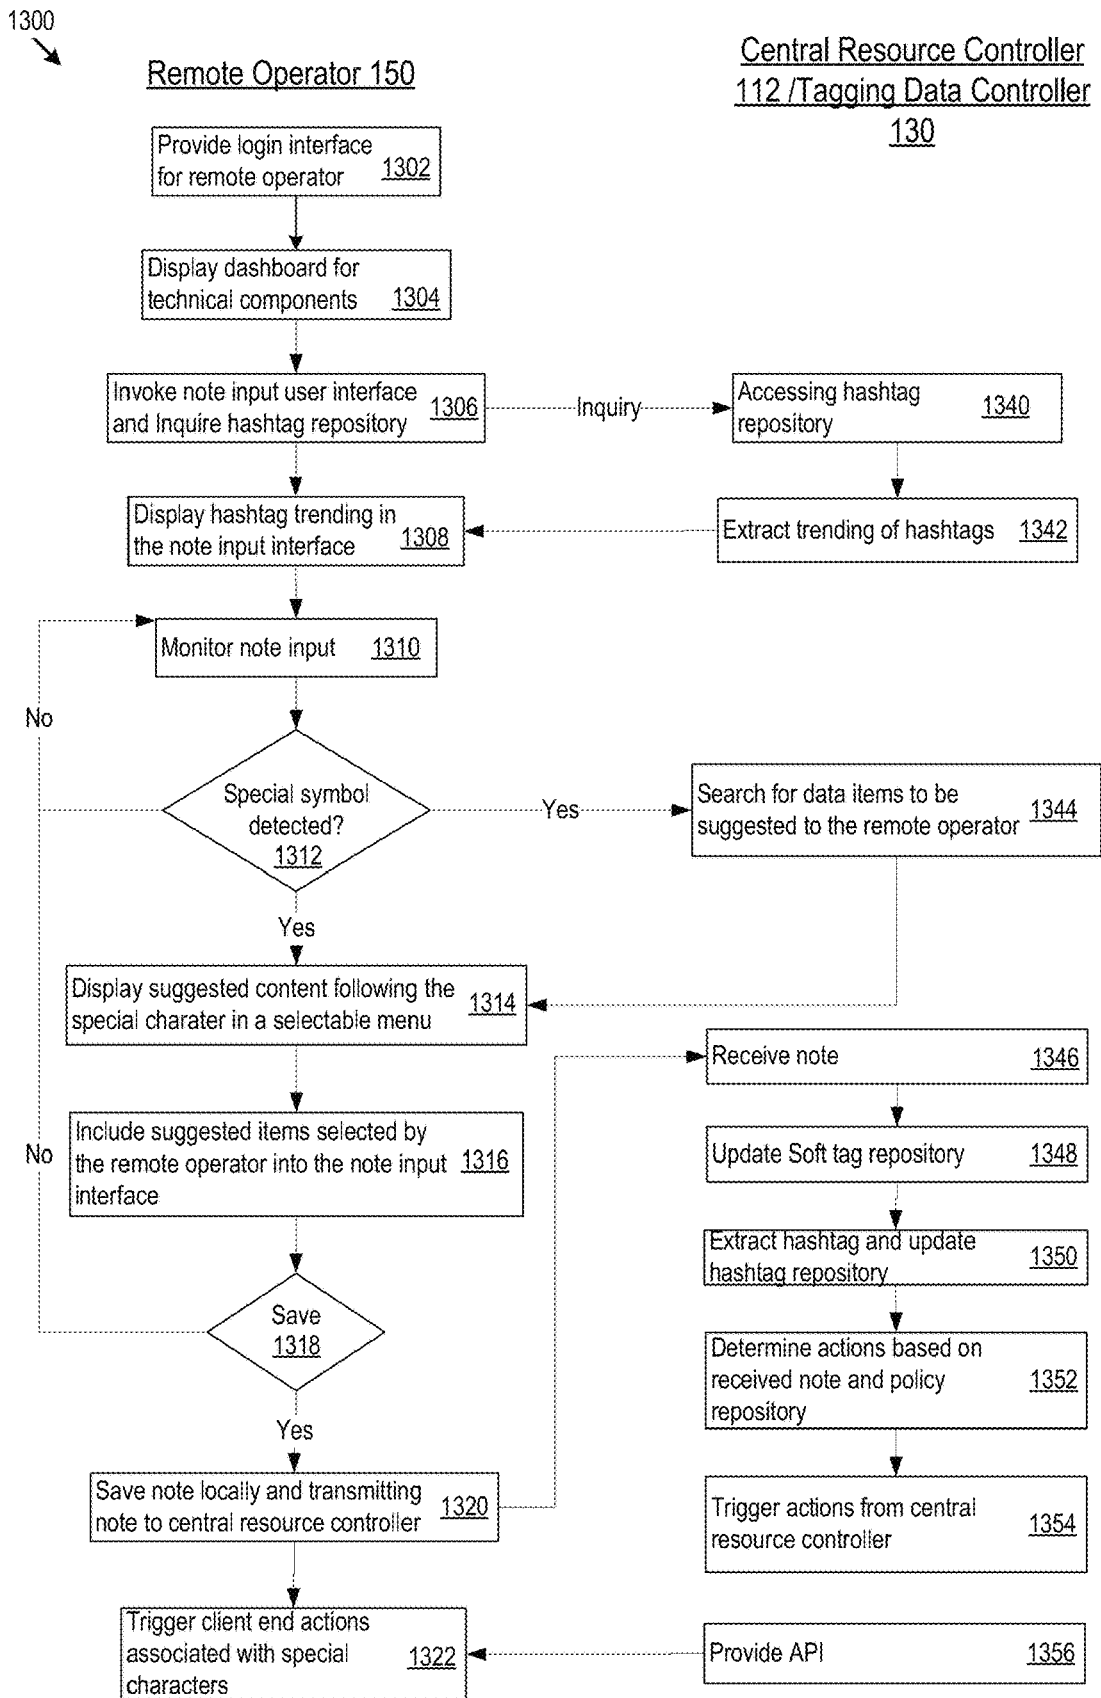 1300
Remote Operator 150
Central Resource Controller
112 /Tagging Data Controller
130
Provide login interface
for remote operator 1302
Display dashboard for
technical components 1304
Invoke note input user interface
and Inquire hashtag repository 1306
Inquiry
Accessing hashtag
repository 1340
Display hashtag trending in
the note input interface 1308
Extract trending of hashtags 1342
Monitor note input 1310
No
Special symbol
detected?
1312
Yes
Search for data items to be
suggested to the remote operator 1344
Yes
Display suggested content following the
special charater in a selectable menu 1314
Receive note 1346
Include suggested items selected by
the remote operator into the note input 1316
interface
No
Update Soft tag repository 1348
Extract hashtag and update
hashtag repository 1350
Save
1318
Determine actions based on
received note and policy 1352
repository
Yes
Save note locally and transmitting
note to central resource controller 1320
Trigger actions from central
resource controller 1354
Trigger client end actions
associated with special 1322
characters
Provide API 1356